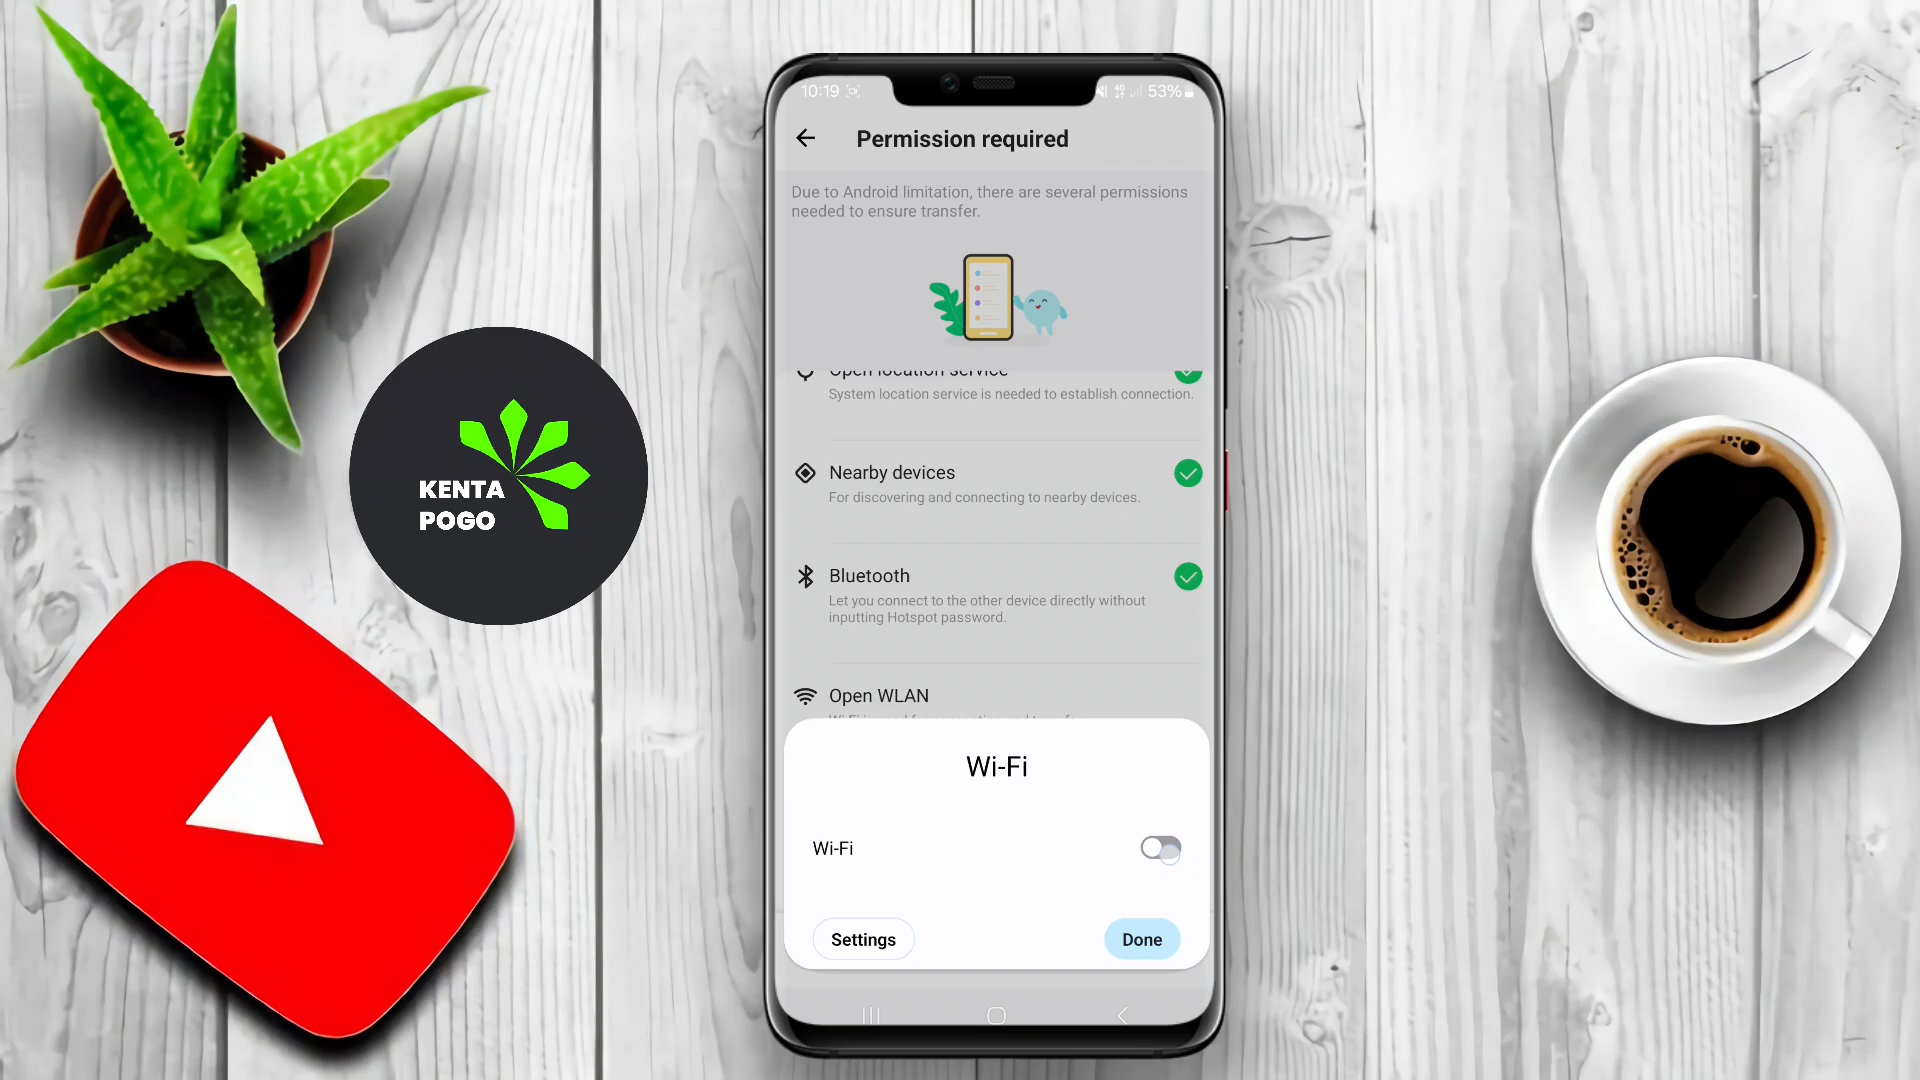 10:19
53%
Permission required
Due to Android limitation, there are several permissions
needed to ensure transfer.
Open location service
System location service is needed to establish connection.
Nearby devices
For discovering and connecting to nearby devices.
Bluetooth
Let you connect to the other device directly without
inputting Hotspot password.
Open WLAN
Wi-Fi
Wi-Fi
Settings
Done
KENTA
POGO